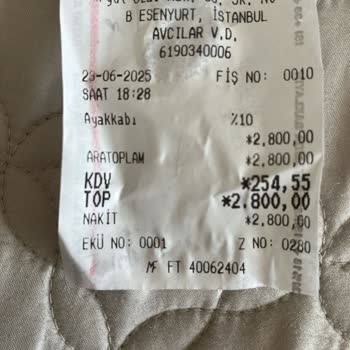 B ESENYURT, İSTANBUL
AVCILAR V.D.
6190340006
23-06-2025 FİŞ NO: 0010
SAAT 18:28
Ayakkabı %10
*2,800,00
ARATOPLAM *2,800,00
KDV *254,55
TOP *2.800,00
NAKİT *2,800,00
EKÜ NO: 0001 Z NO: 0280
MF FT 40062404